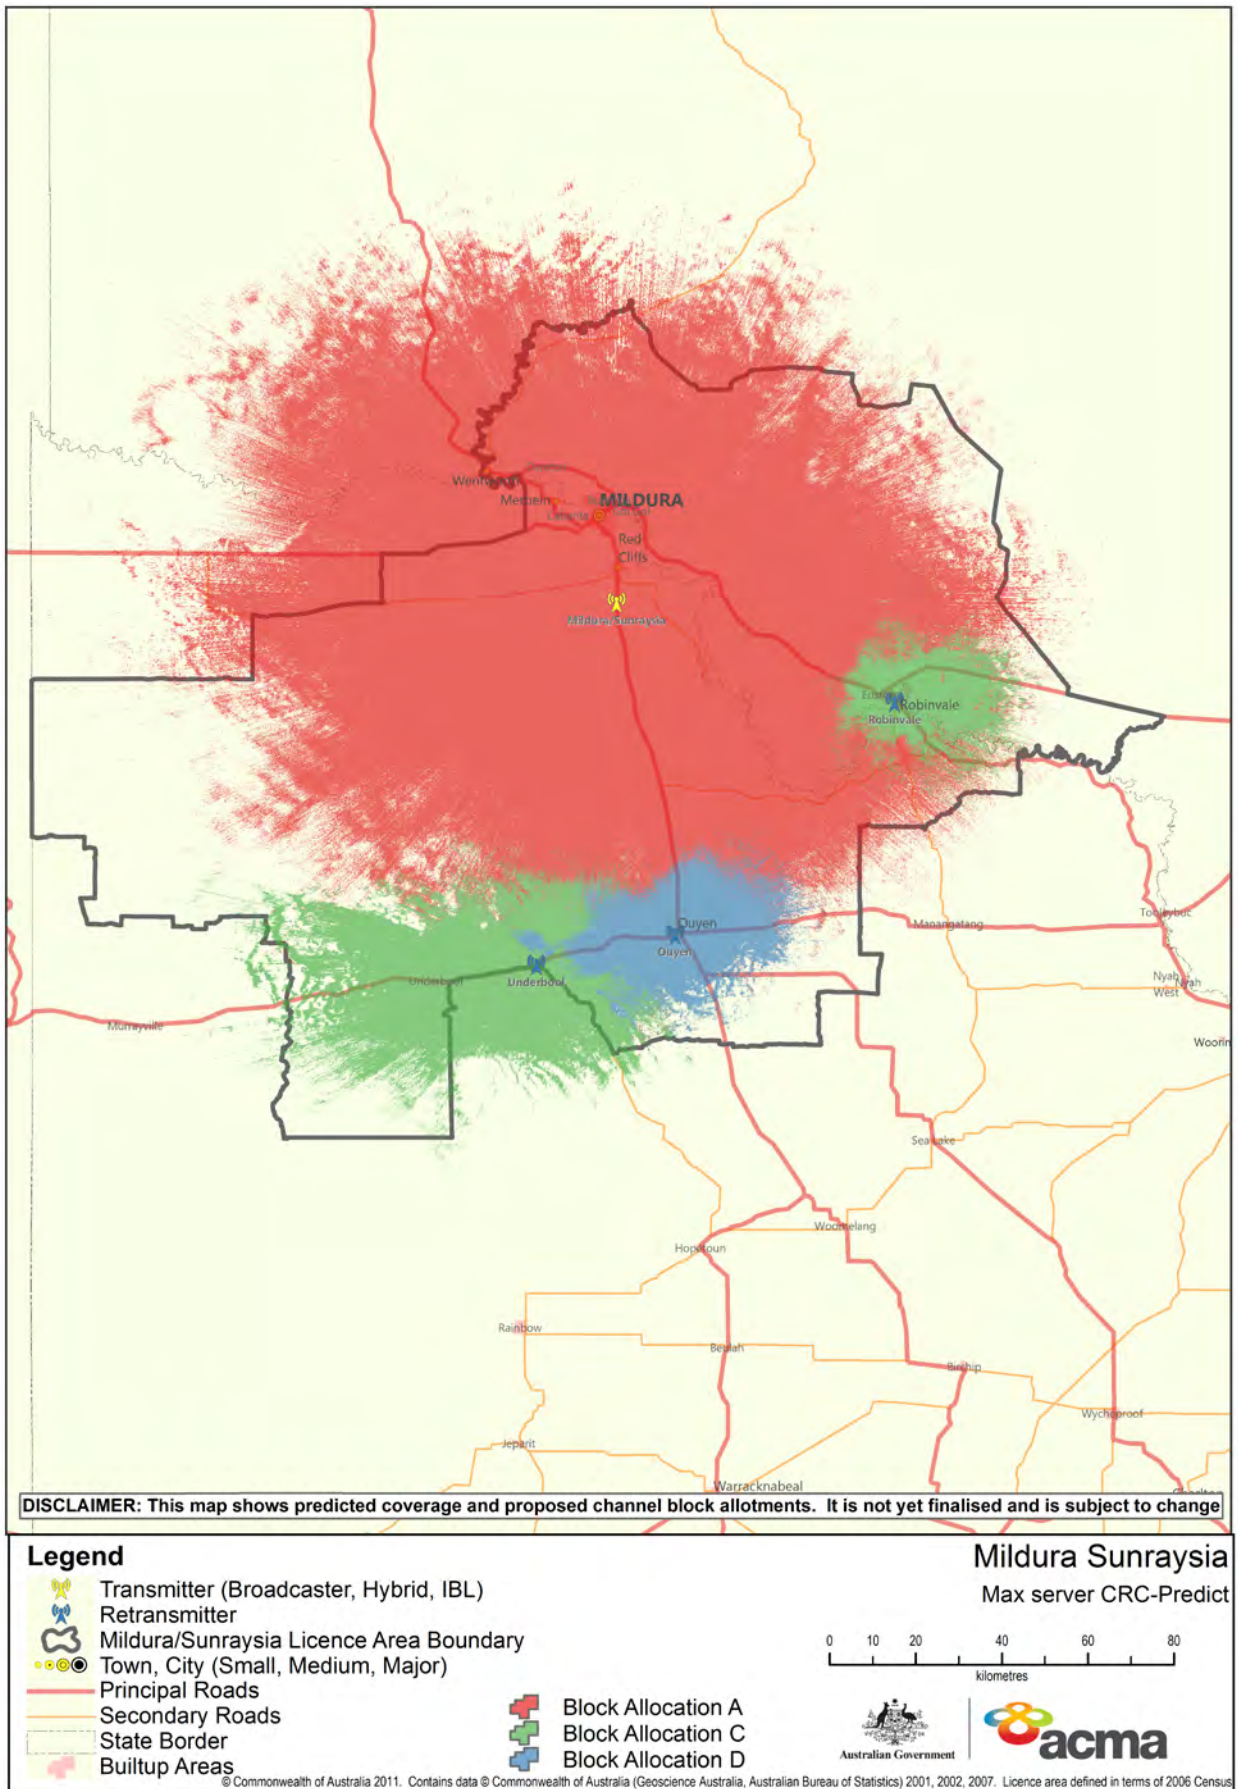 Wentworth
Merbein
MILDURA
Red
Cliffs
Mildura/Sunraysia
Robinvale
Robinvale
Ouyen
Ouyen
Manangatang
Tooleybuc
Underbool
Underbool
Nyah
West
Nyah
Murrayville
Woorin
Sea Lake
Woomelang
Hopetoun
Rainbow
Beulah
Birchip
Wycheproof
Jeparit
Warracknabeal
Charlton
DISCLAIMER: This map shows predicted coverage and proposed channel block allotments. It is not yet finalised and is subject to change
Legend
Transmitter (Broadcaster, Hybrid, IBL)
Retransmitter
Mildura/Sunraysia Licence Area Boundary
Town, City (Small, Medium, Major)
Principal Roads
Secondary Roads
State Border
Builtup Areas
Block Allocation A
Block Allocation C
Block Allocation D
Mildura Sunraysia
Max server CRC-Predict
0 10 20 40 60 80
kilometres
Australian Government
acma
© Commonwealth of Australia 2011. Contains data © Commonwealth of Australia (Geoscience Australia, Australian Bureau of Statistics) 2001, 2002, 2007. Licence area defined in terms of 2006 Census